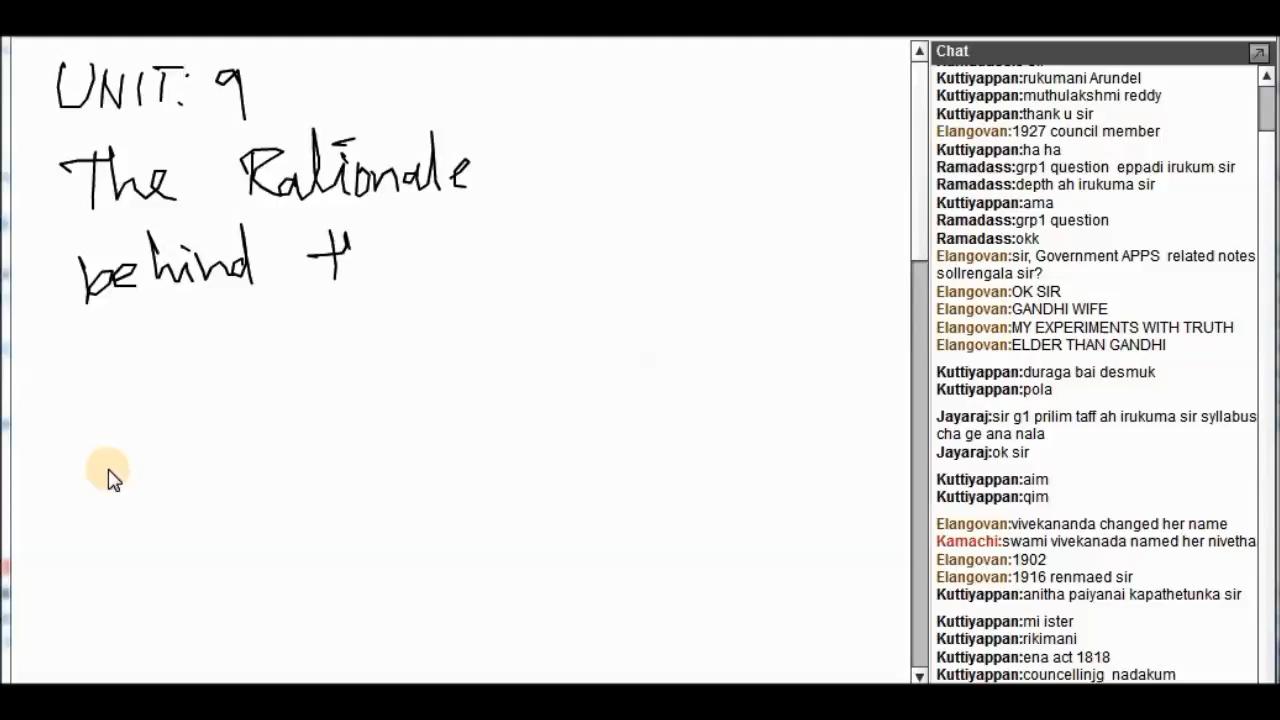 UNIT: 9
The Rationale
behind
Chat
Kuttiyappan:rukumani Arundel
Kuttiyappan:muthulakshmi reddy
Kuttiyappan:thank u sir
Elangovan:1927 council member
Kuttiyappan:ha ha
Ramadass:grp1 question eppadi irukum sir
Ramadass:depth ah irukuma sir
Kuttiyappan:ama
Ramadass:grp1 question
Ramadass:okk
Elangovan:sir, Government APPS related notes
sollrengala sir?
Elangovan:OK SIR
Elangovan:GANDHI WIFE
Elangovan:MY EXPERIMENTS WITH TRUTH
Elangovan:ELDER THAN GANDHI
Kuttiyappan:duraga bai desmuk
Kuttiyappan:pola
Jayaraj:sir g1 prilim taff ah irukuma sir syllabus
cha ge ana nala
Jayaraj:ok sir
Kuttiyappan:aim
Kuttiyappan:qim
Elangovan:vivekananda changed her name
Kamachi:swami vivekanada named her nivetha
Elangovan:1902
Elangovan:1916 renmaed sir
Kuttiyappan:anitha paiyanai kapathetunka sir
Kuttiyappan:mi ister
Kuttiyappan:rikimani
Kuttiyappan:ena act 1818
Kuttiyappan:councellinjg nadakum